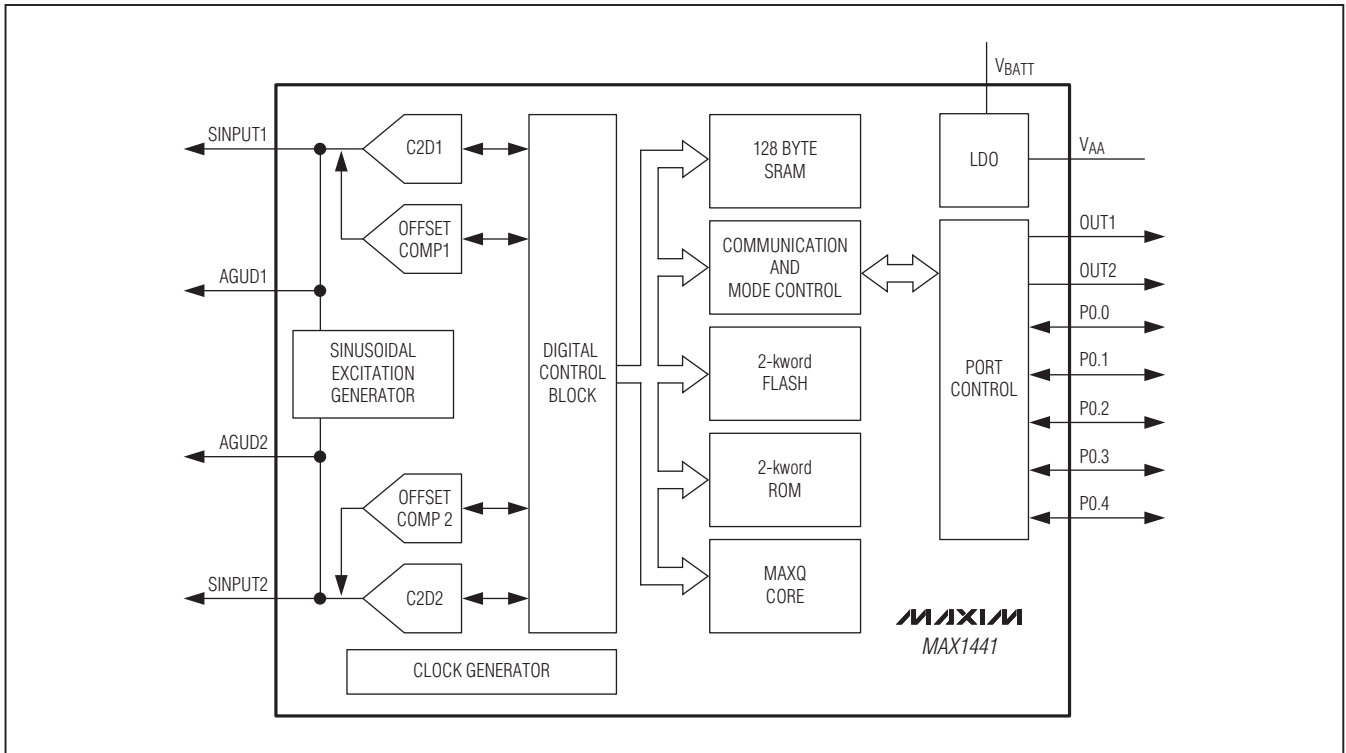 VBATT
SINPUT1
C2D1
128 BYTE
SRAM
LDO
VAA
OFFSET
COMP1
COMMUNICATION
AND
MODE CONTROL
OUT1
OUT2
AGUD1
P0.0
SINUSOIDAL
EXCITATION
GENERATOR
DIGITAL
CONTROL
BLOCK
2-kword
FLASH
PORT
CONTROL
P0.1
P0.2
AGUD2
P0.3
OFFSET
COMP 2
2-kword
ROM
P0.4
SINPUT2
C2D2
MAXQ
CORE
MAXIM
MAX1441
CLOCK GENERATOR